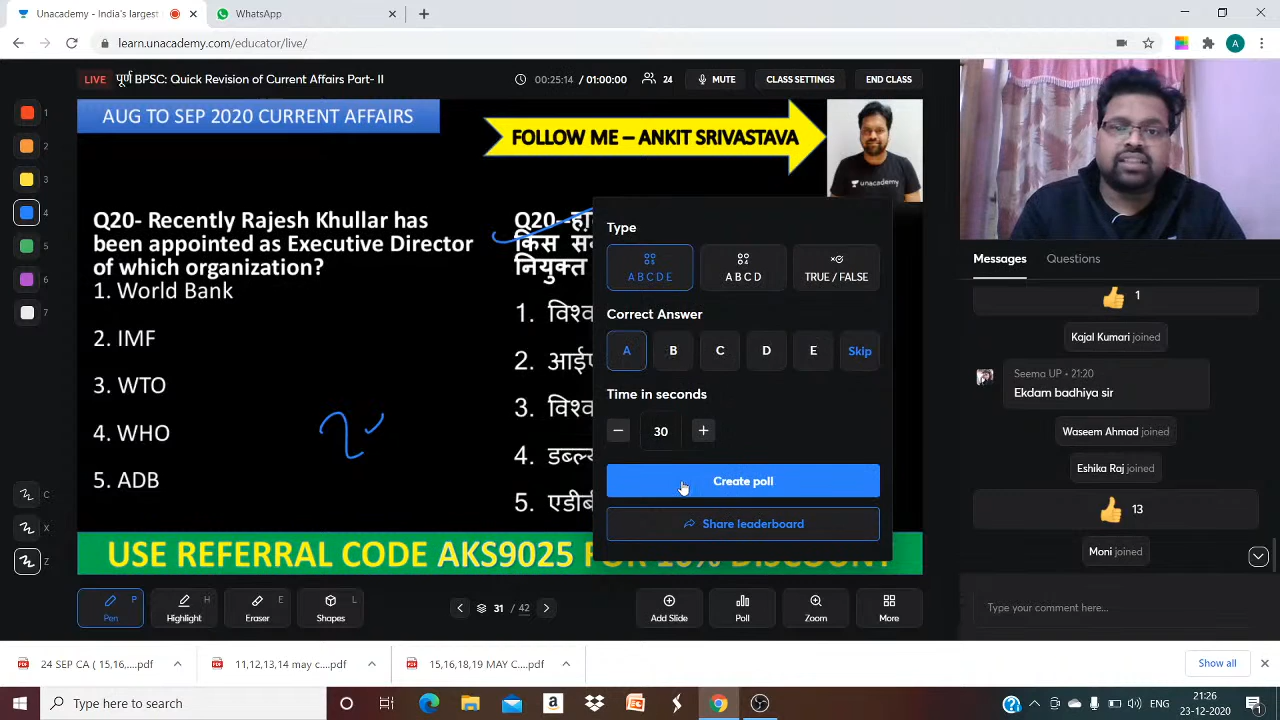 Unacademy - India's largest
WhatsApp
learn.unacademy.com/educator/live/
A
LIVE
पूर्ण BPSC: Quick Revision of Current Affairs Part- II
00:25:14 / 01:00:00
24
MUTE
CLASS SETTINGS
END CLASS
AUG TO SEP 2020 CURRENT AFFAIRS
FOLLOW ME – ANKIT SRIVASTAVA
unacademy
1
2
3
4
5
6
7
C
X
Z
Q20- Recently Rajesh Khullar has
been appointed as Executive Director
of which organization?
1. World Bank
2. IMF
3. WTO
4. WHO
5. ADB
Q20--
किस
नियुक्त
1.
2.
3.
4.
5.
USE REFERRAL CODE AKS9025
Type
A B C D E
A B C D
TRUE / FALSE
Correct Answer
A
B
C
D
E
Skip
Time in seconds
30
Create poll
Share leaderboard
Messages
Questions
1
Kajal Kumari joined
Seema UP • 21:20
Ekdam badhiya sir
Waseem Ahmad joined
Eshika Raj joined
13
Moni joined
Type your comment here...
P
Pen
H
Highlight
E
Eraser
L
Shapes
31 / 42
Add Slide
Poll
Zoom
More
24 SEP CA ( 15,16,....pdf
11,12,13,14 may c....pdf
15,16,18,19 MAY C....pdf
Show all
Type here to search
ENG
21:26
23-12-2020